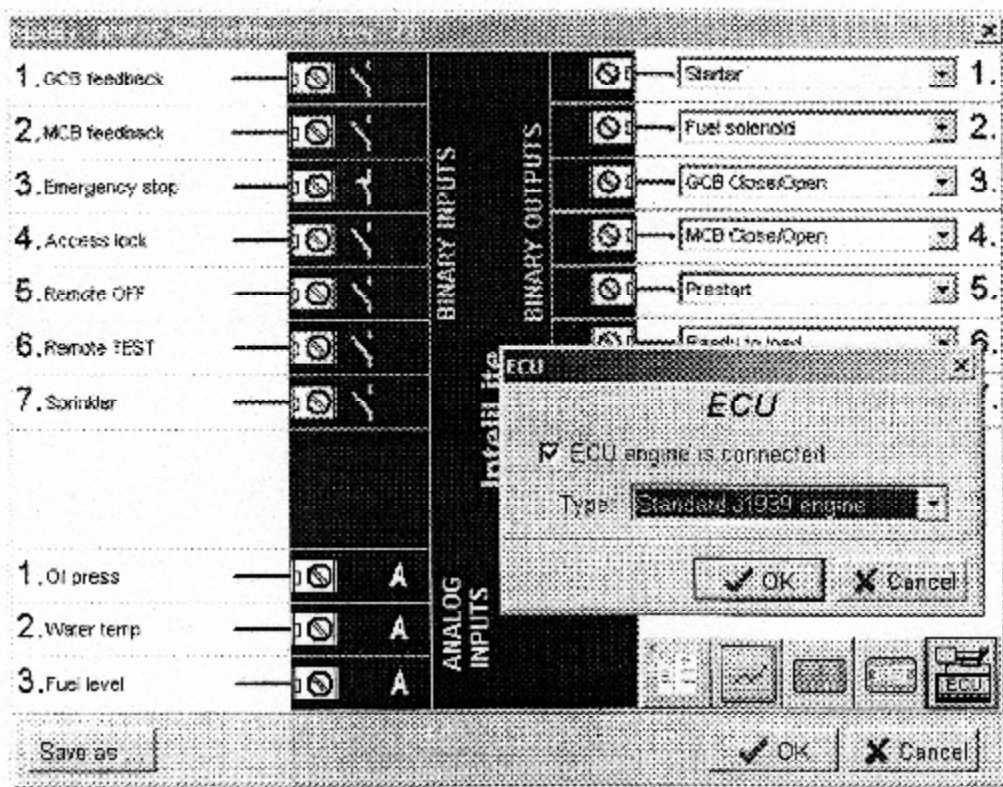 1. GCB feedback
2. MCB feedback
3. Emergency stop
4. Access lock
5. Remote OFF
6. Remote TEST
7. Sprinkler
BINARY INPUTS
BINARY OUTPUTS
Starter 1.
Fuel solenoid 2.
GCB Close/Open 3.
MCB Close/Open 4.
Prestart 5.
Ready to load 6.
IntelliLite
ECU
ECU
ECU engine is connected
Type: Standard J1939 engine
OK Cancel
1. Oil press
2. Water temp
3. Fuel level
A
A
A
ANALOG
INPUTS
ECU
Save as ...
OK Cancel